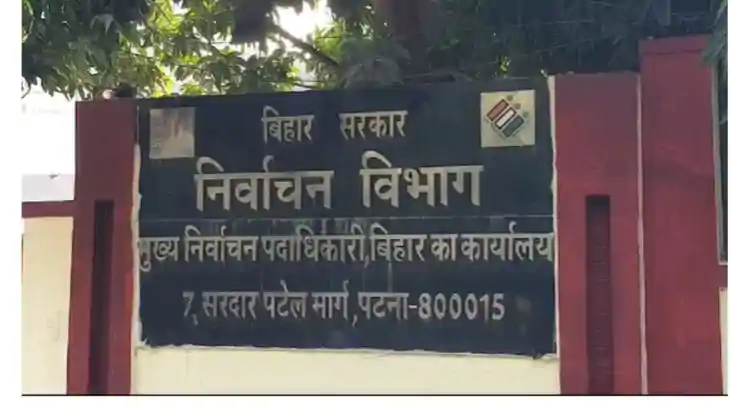 बिहार सरकार
निर्वाचन विभाग
मुख्य निर्वाचन पदाधिकारी,बिहार का कार्यालय
7, सरदार पटेल मार्ग,पटना-800015